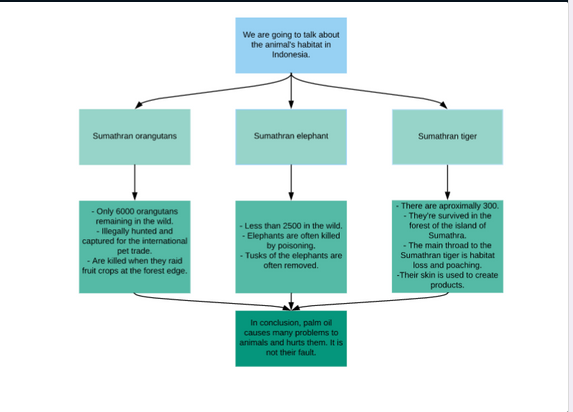 We are going to talk about
the animal's habitat in
Indonesia.
Sumathran orangutans
Sumathran elephant
Sumathran tiger
- Only 6000 orangutans
remaining in the wild.
- Illegally hunted and
captured for the international
pet trade.
- Are killed when they raid
fruit crops at the forest edge.
- Less than 2500 in the wild.
- Elephants are often killed
by poisoning.
- Tusks of the elephants are
often removed.
- There are aproximally 300.
- They're survived in the
forest of the island of
Sumathra.
- The main throad to the
Sumathran tiger is habitat
loss and poaching.
-Their skin is used to create
products.
In conclusion, palm oil
causes many problems to
animals and hurts them. It is
not their fault.